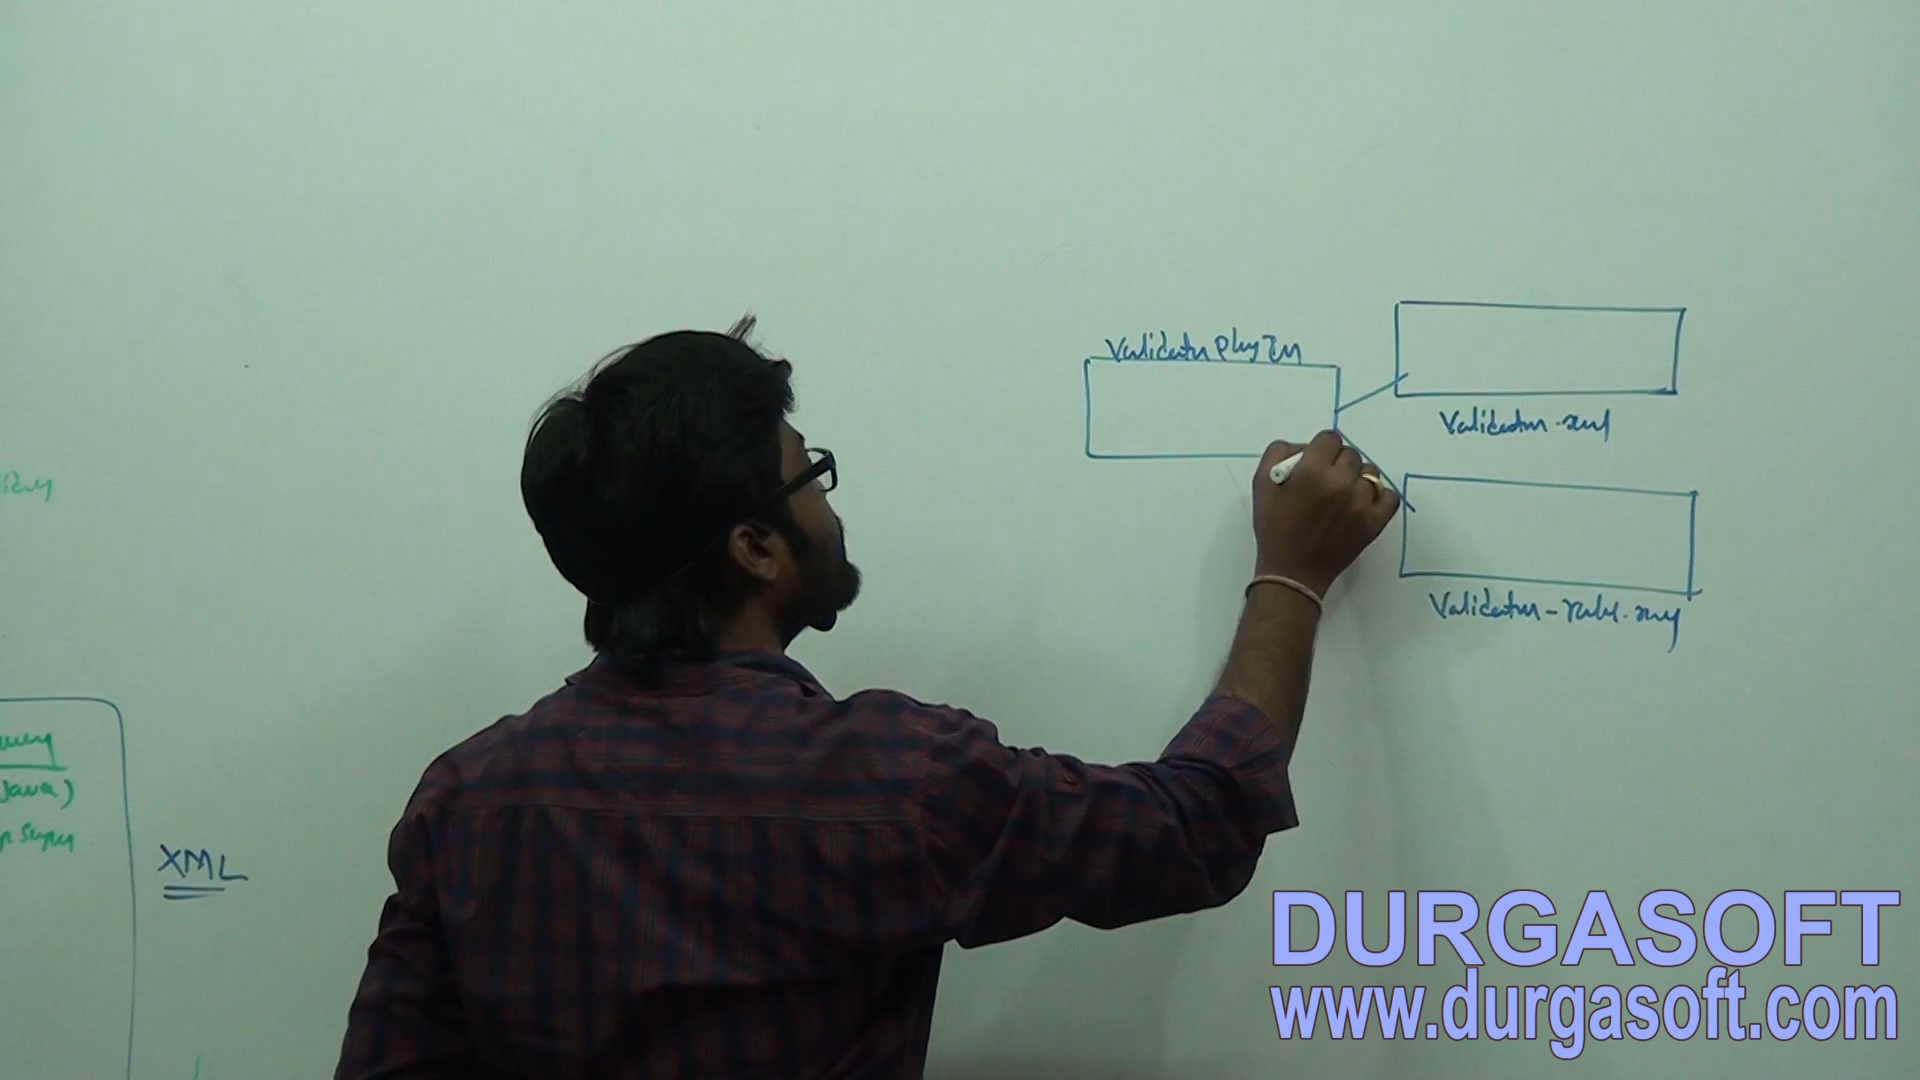 Validator PlugIn
Validator.xml
Validator-rules.xml
Java)
XML
DURGASOFT
www.durgasoft.com